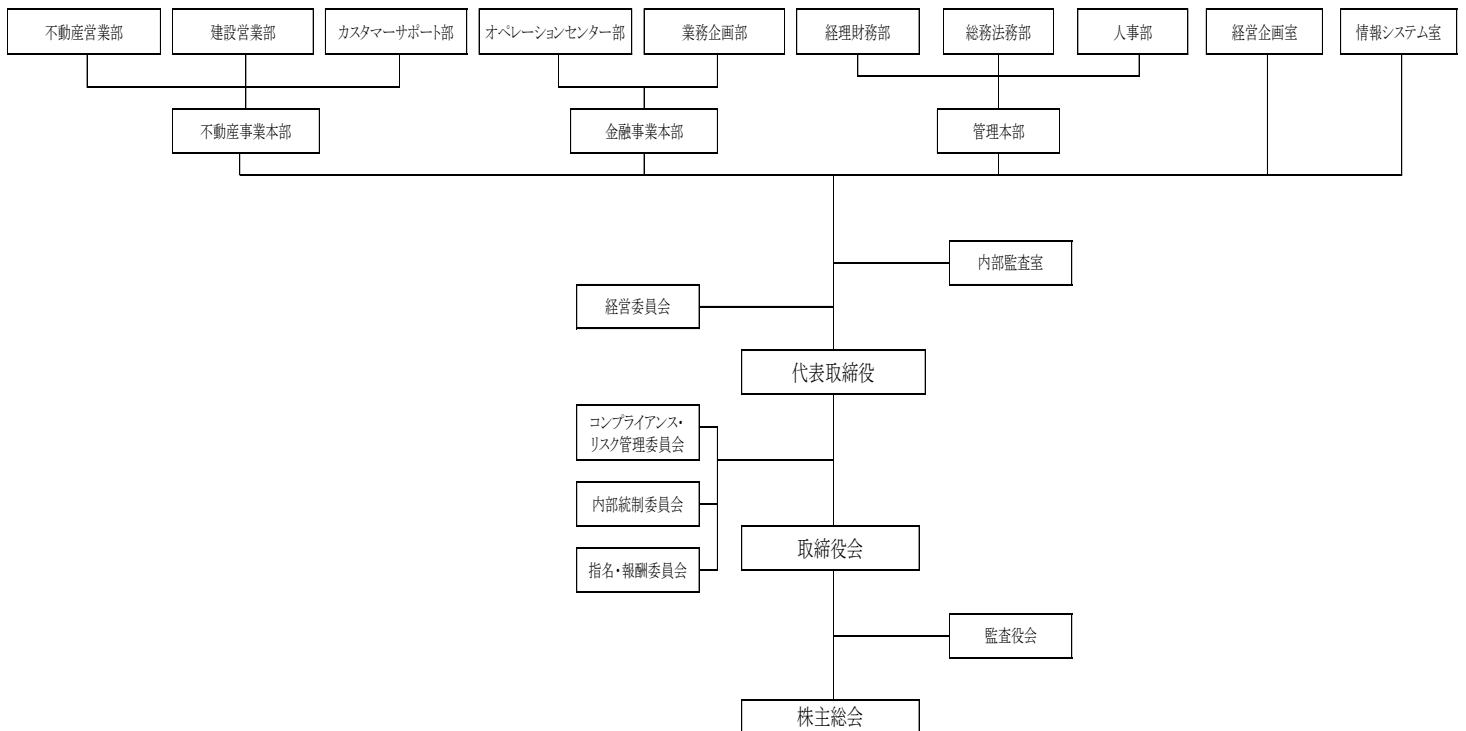 不動産営業部
建設営業部
カスタマーサポート部
オペレーションセンター部
業務企画部
経理財務部
総務法務部
人事部
経営企画室
情報システム室
不動産事業本部
金融事業本部
管理本部
内部監査室
経営委員会
代表取締役
コンプライアンス・
リスク管理委員会
内部統制委員会
取締役会
指名・報酬委員会
監査役会
株主総会